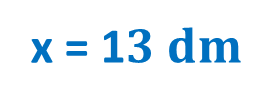 x = 13 dm